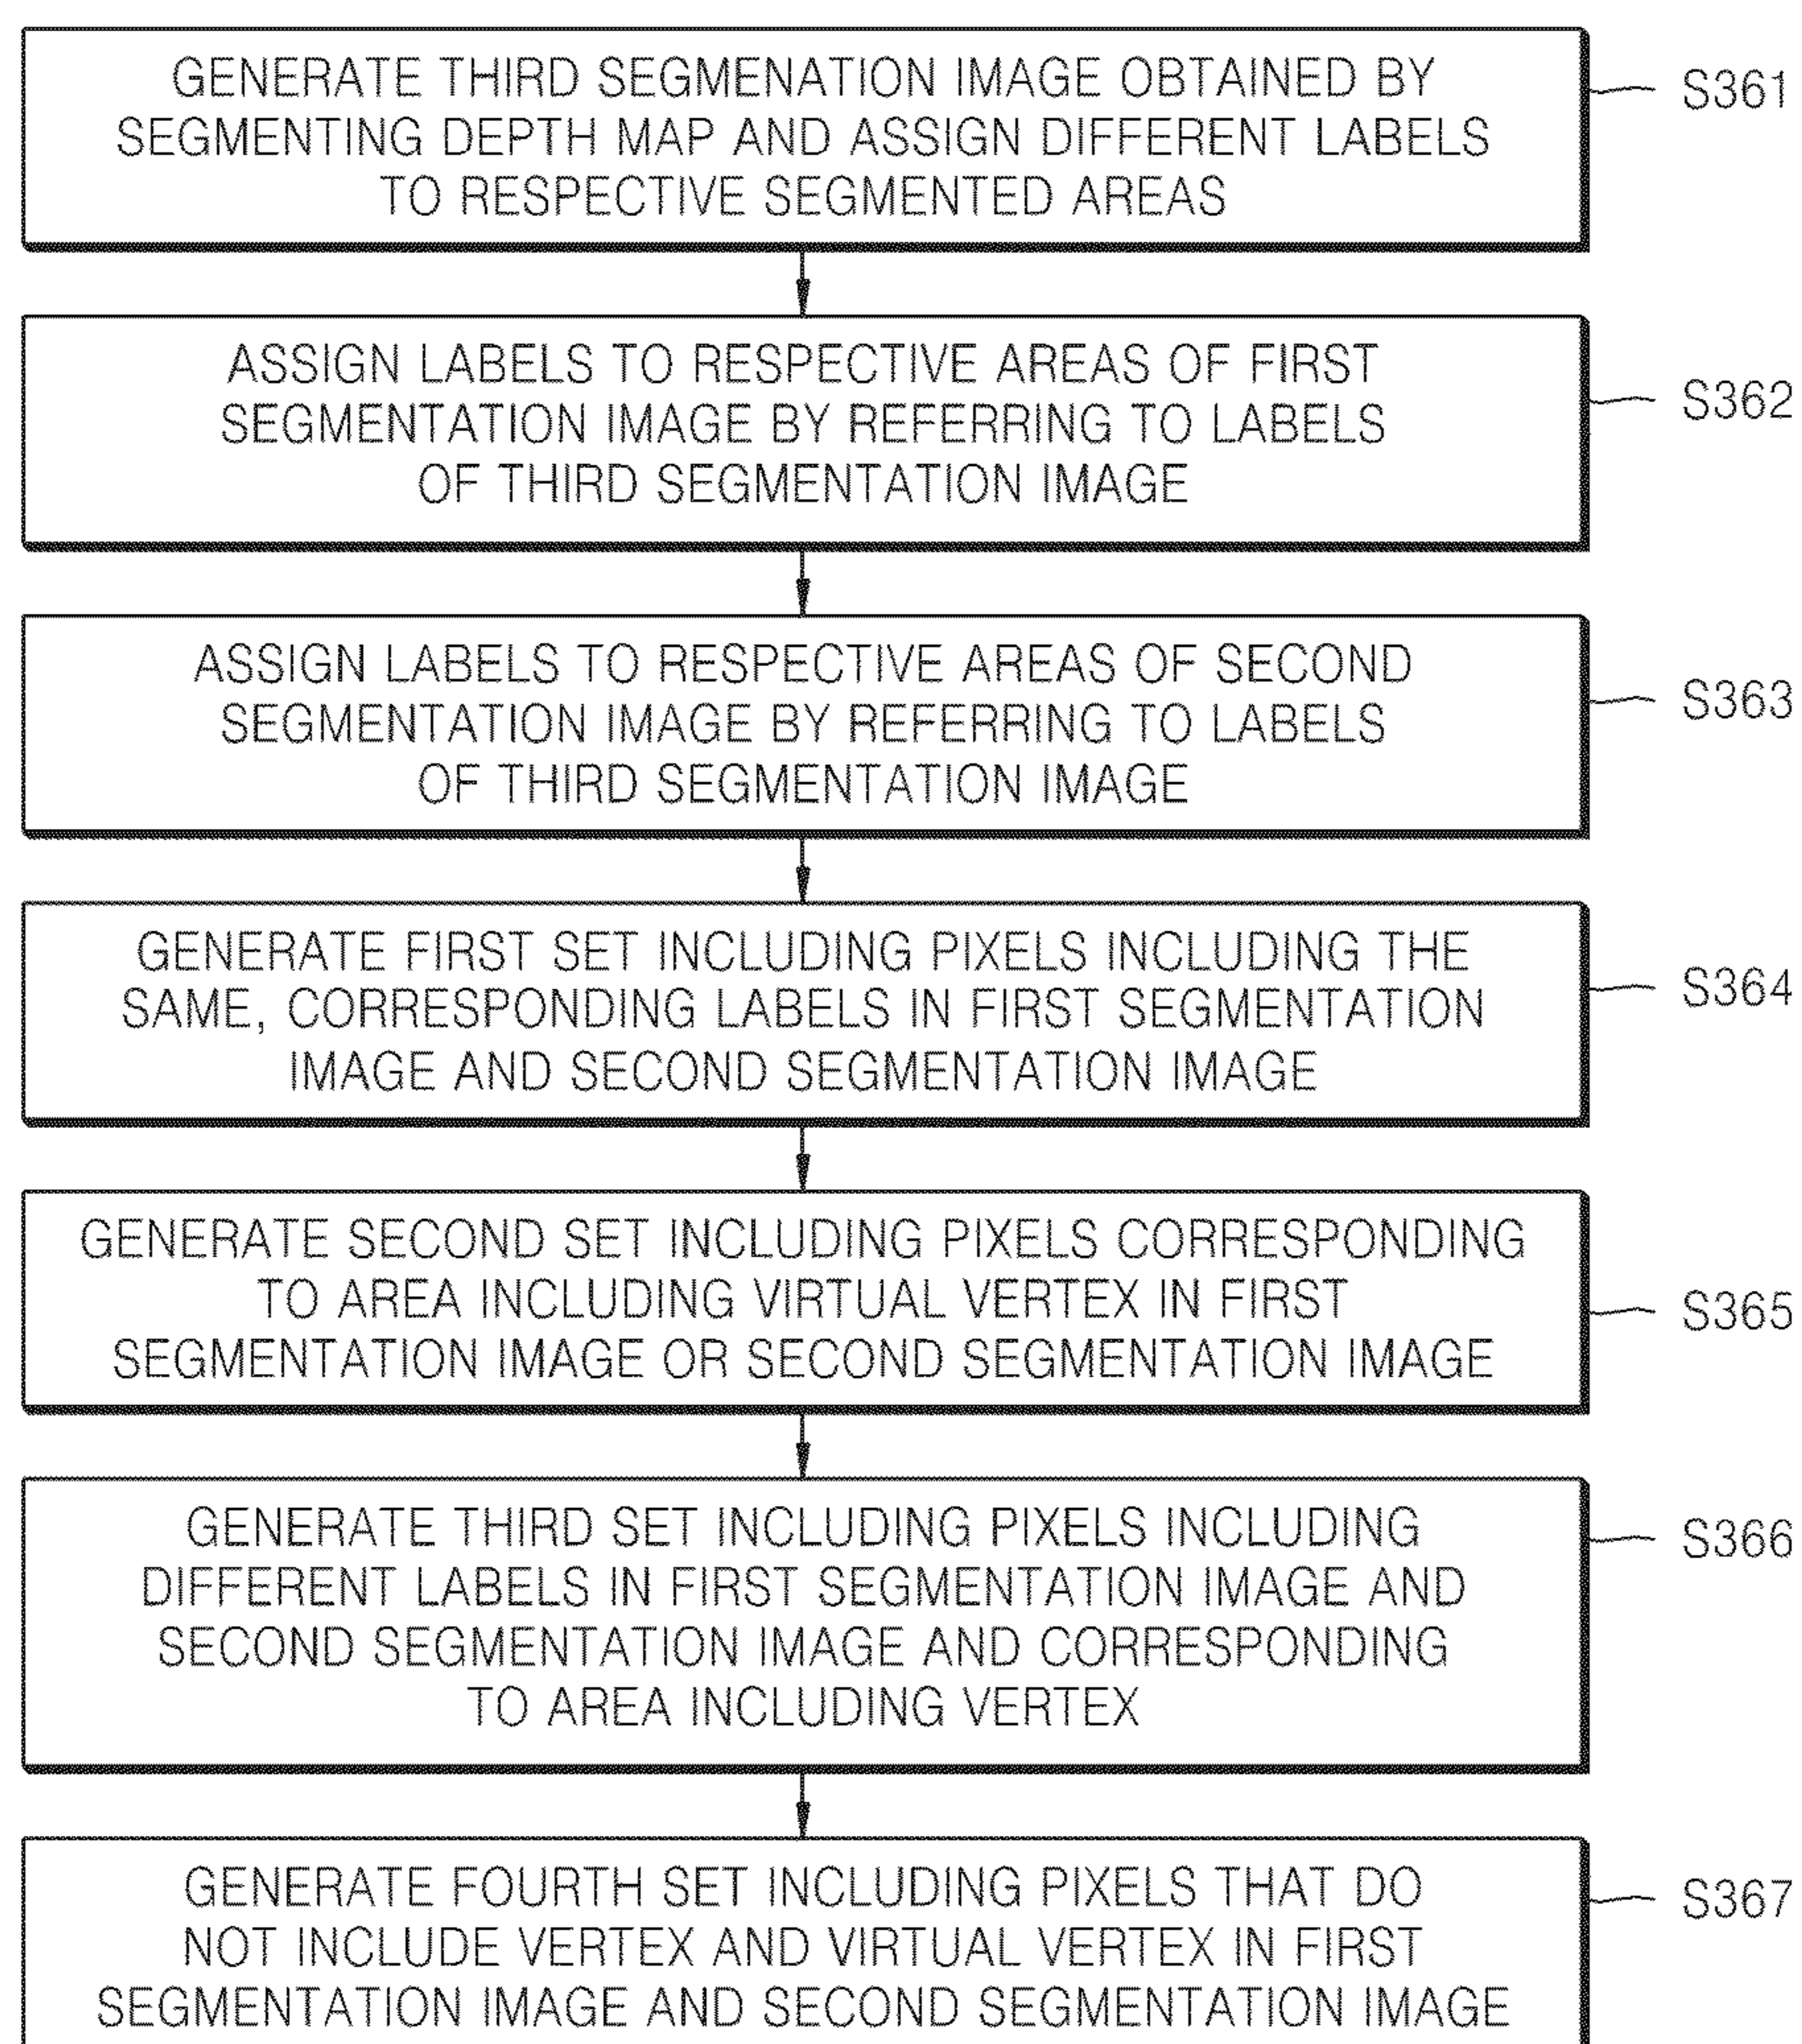 GENERATE THIRD SEGMENATION IMAGE OBTAINED BY
SEGMENTING DEPTH MAP AND ASSIGN DIFFERENT LABELS
TO RESPECTIVE SEGMENTED AREAS
S361
ASSIGN LABELS TO RESPECTIVE AREAS OF FIRST
SEGMENTATION IMAGE BY REFERRING TO LABELS
OF THIRD SEGMENTATION IMAGE
S362
ASSIGN LABELS TO RESPECTIVE AREAS OF SECOND
SEGMENTATION IMAGE BY REFERRING TO LABELS
OF THIRD SEGMENTATION IMAGE
S363
GENERATE FIRST SET INCLUDING PIXELS INCLUDING THE
SAME, CORRESPONDING LABELS IN FIRST SEGMENTATION
IMAGE AND SECOND SEGMENTATION IMAGE
S364
GENERATE SECOND SET INCLUDING PIXELS CORRESPONDING
TO AREA INCLUDING VIRTUAL VERTEX IN FIRST
SEGMENTATION IMAGE OR SECOND SEGMENTATION IMAGE
S365
GENERATE THIRD SET INCLUDING PIXELS INCLUDING
DIFFERENT LABELS IN FIRST SEGMENTATION IMAGE AND
SECOND SEGMENTATION IMAGE AND CORRESPONDING
TO AREA INCLUDING VERTEX
S366
GENERATE FOURTH SET INCLUDING PIXELS THAT DO
NOT INCLUDE VERTEX AND VIRTUAL VERTEX IN FIRST
SEGMENTATION IMAGE AND SECOND SEGMENTATION IMAGE
S367